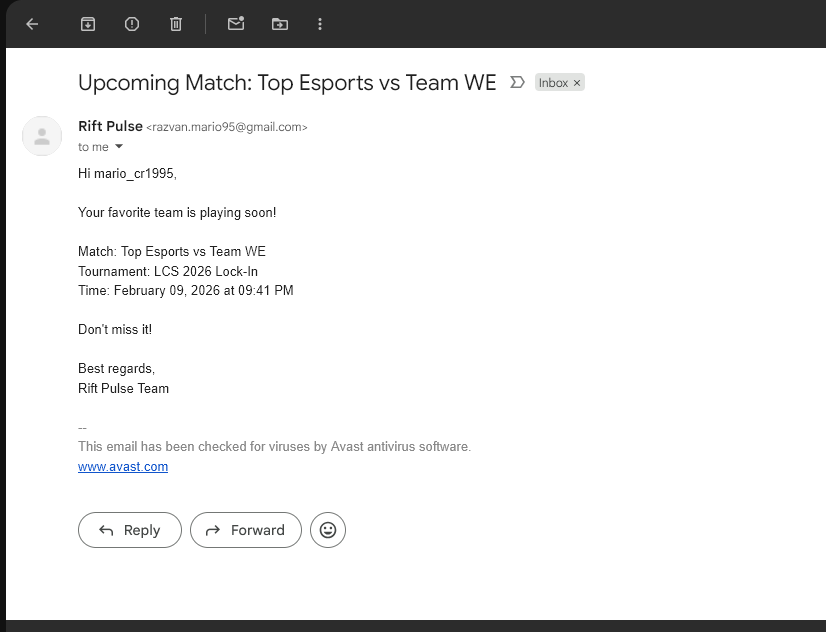 Upcoming Match: Top Esports vs Team WE
Inbox ×
Rift Pulse <razvan.mario95@gmail.com>
to me
Hi mario_cr1995,
Your favorite team is playing soon!
Match: Top Esports vs Team WE
Tournament: LCS 2026 Lock-In
Time: February 09, 2026 at 09:41 PM
Don't miss it!
Best regards,
Rift Pulse Team
--
This email has been checked for viruses by Avast antivirus software.
www.avast.com
Reply
Forward